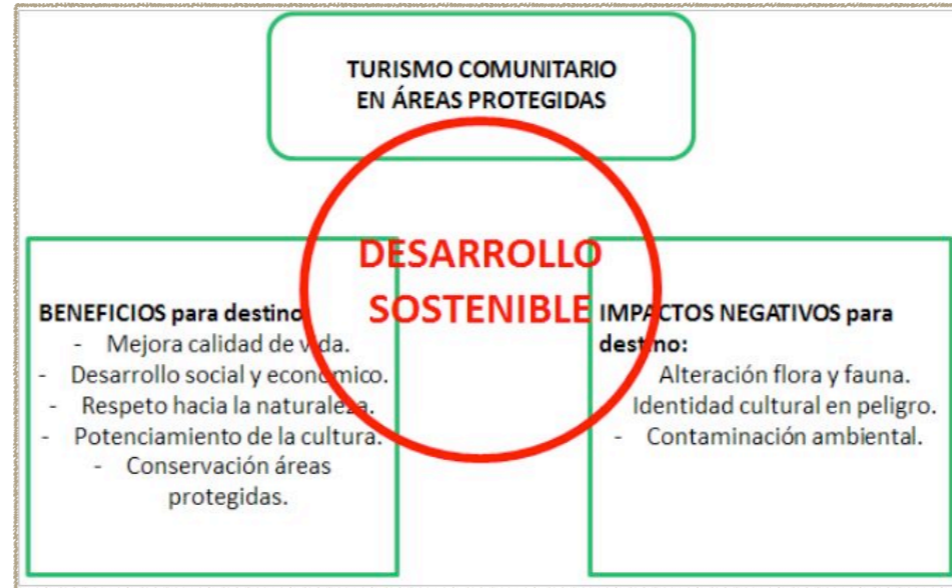 TURISMO COMUNITARIO
EN ÁREAS PROTEGIDAS
DESARROLLO
SOSTENIBLE
BENEFICIOS para destino
- Mejora calidad de vida.
- Desarrollo social y económico.
- Respeto hacia la naturaleza.
- Potenciamiento de la cultura.
- Conservación áreas
protegidas.
IMPACTOS NEGATIVOS para
destino:
Alteración flora y fauna.
Identidad cultural en peligro.
- Contaminación ambiental.